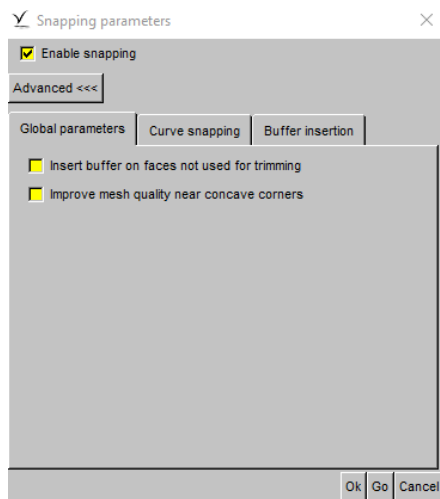 Snapping parameters
Enable snapping
Advanced <<<
Global parameters Curve snapping Buffer insertion
Insert buffer on faces not used for trimming
Improve mesh quality near concave corners
Ok Go Cancel